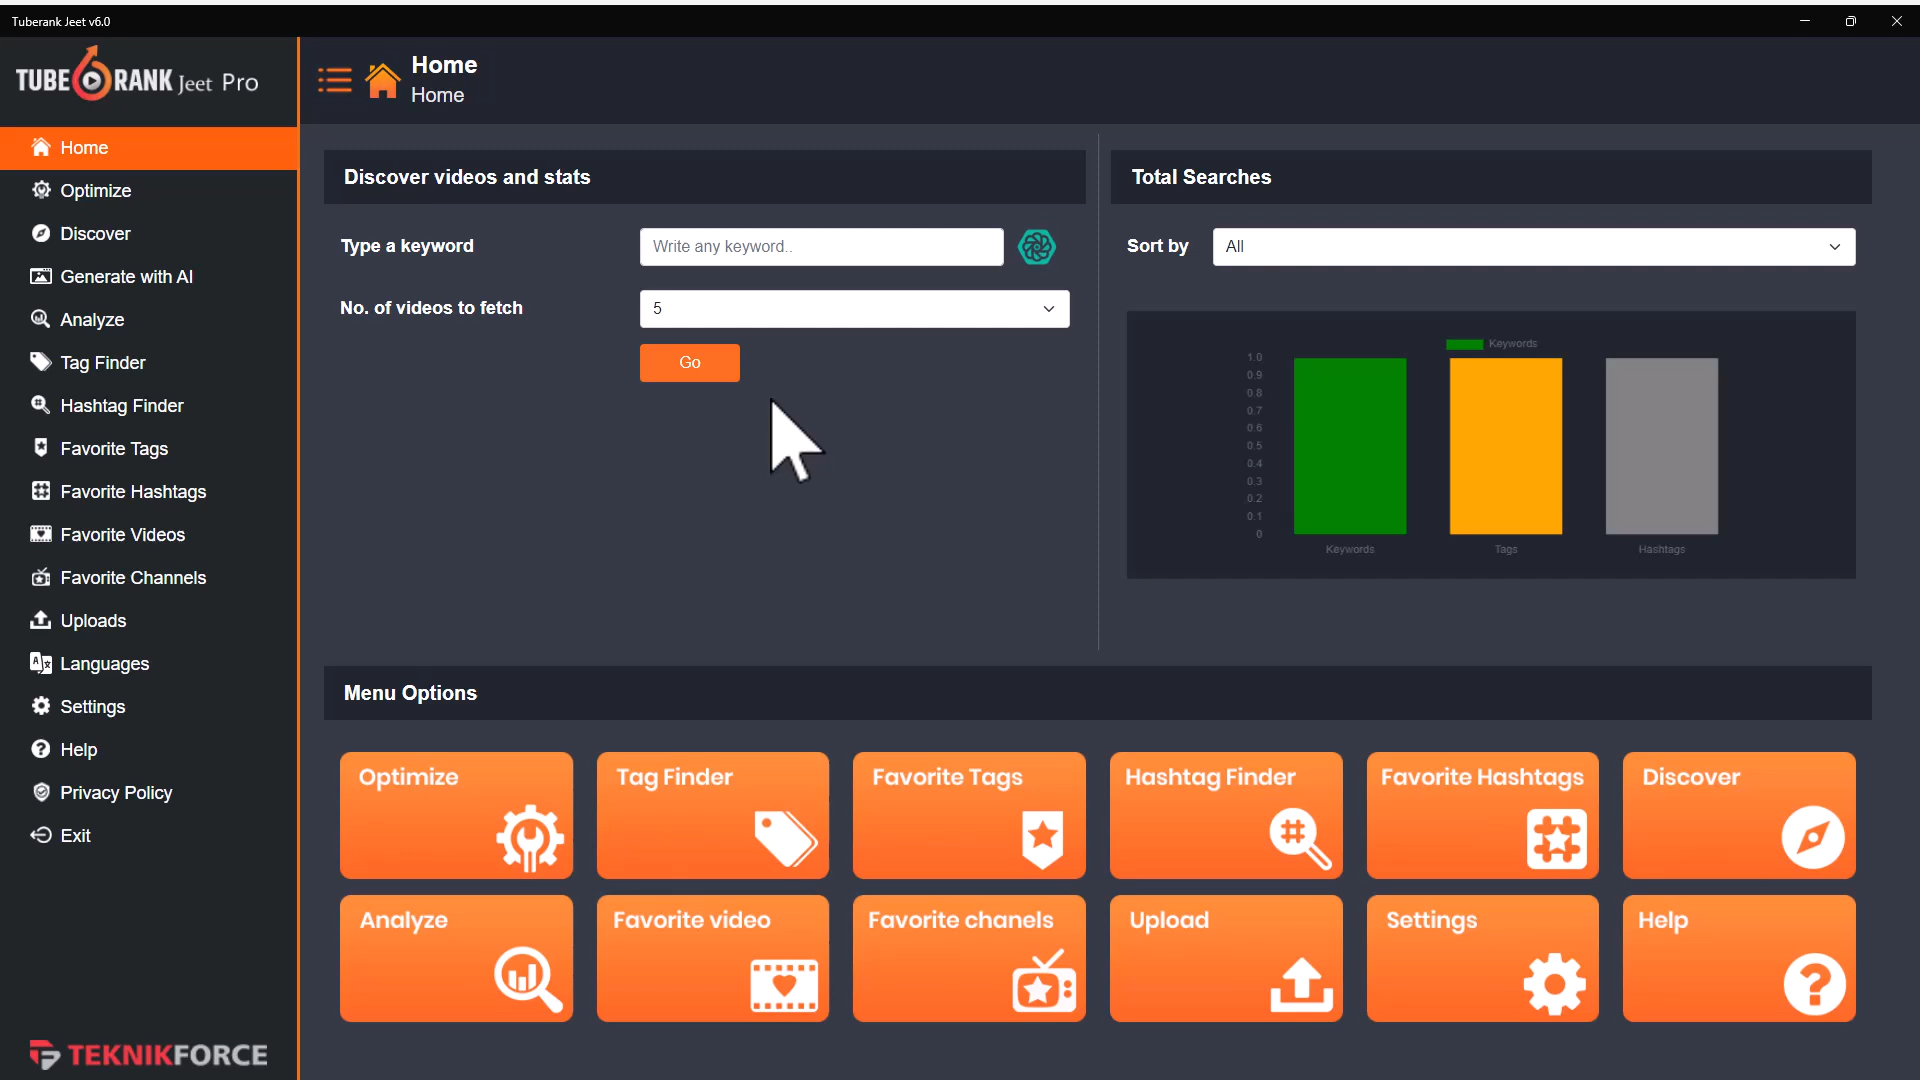 Tuberank Jeet v6.0
TUBE RANK Jeet Pro
Home
Optimize
Discover
Generate with AI
Analyze
Tag Finder
Hashtag Finder
Favorite Tags
Favorite Hashtags
Favorite Videos
Favorite Channels
Uploads
Languages
Settings
Help
Privacy Policy
Exit
TEKNIKFORCE
Home
Home
Discover videos and stats
Type a keyword
Write any keyword..
No. of videos to fetch
5
Go
Total Searches
Sort by
All
Keywords
1.0
0.9
0.8
0.7
0.6
0.5
0.4
0.3
0.2
0.1
0
Keywords Tags Hashtags
Menu Options
Optimize Tag Finder Favorite Tags Hashtag Finder Favorite Hashtags Discover
Analyze Favorite video Favorite chanels Upload Settings Help